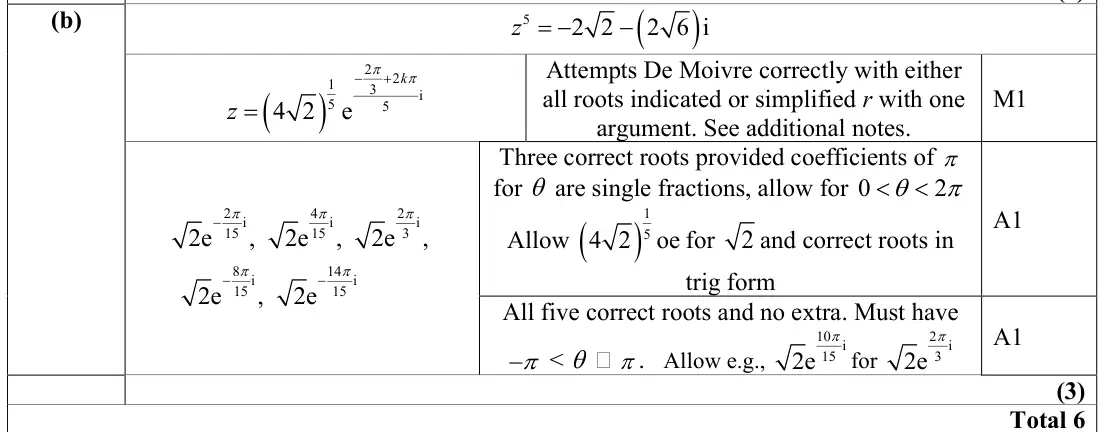 (b)
z⁵ = −2√2 − (2√6)i
z = (4√2)^(1/5) e^(((−2π/3 + 2kπ)/5) i)
Attempts De Moivre correctly with either
all roots indicated or simplified r with one
argument. See additional notes.
M1
√2e^(−(2π/15)i), √2e^((4π/15)i), √2e^((2π/3)i),
√2e^(−(8π/15)i), √2e^(−(14π/15)i)
Three correct roots provided coefficients of π
for θ are single fractions, allow for 0 < θ < 2π
Allow (4√2)^(1/5) oe for √2 and correct roots in
trig form
A1
All five correct roots and no extra. Must have
−π < θ □ π. Allow e.g., √2e^((10π/15)i) for √2e^((2π/3)i)
A1
(3)
Total 6